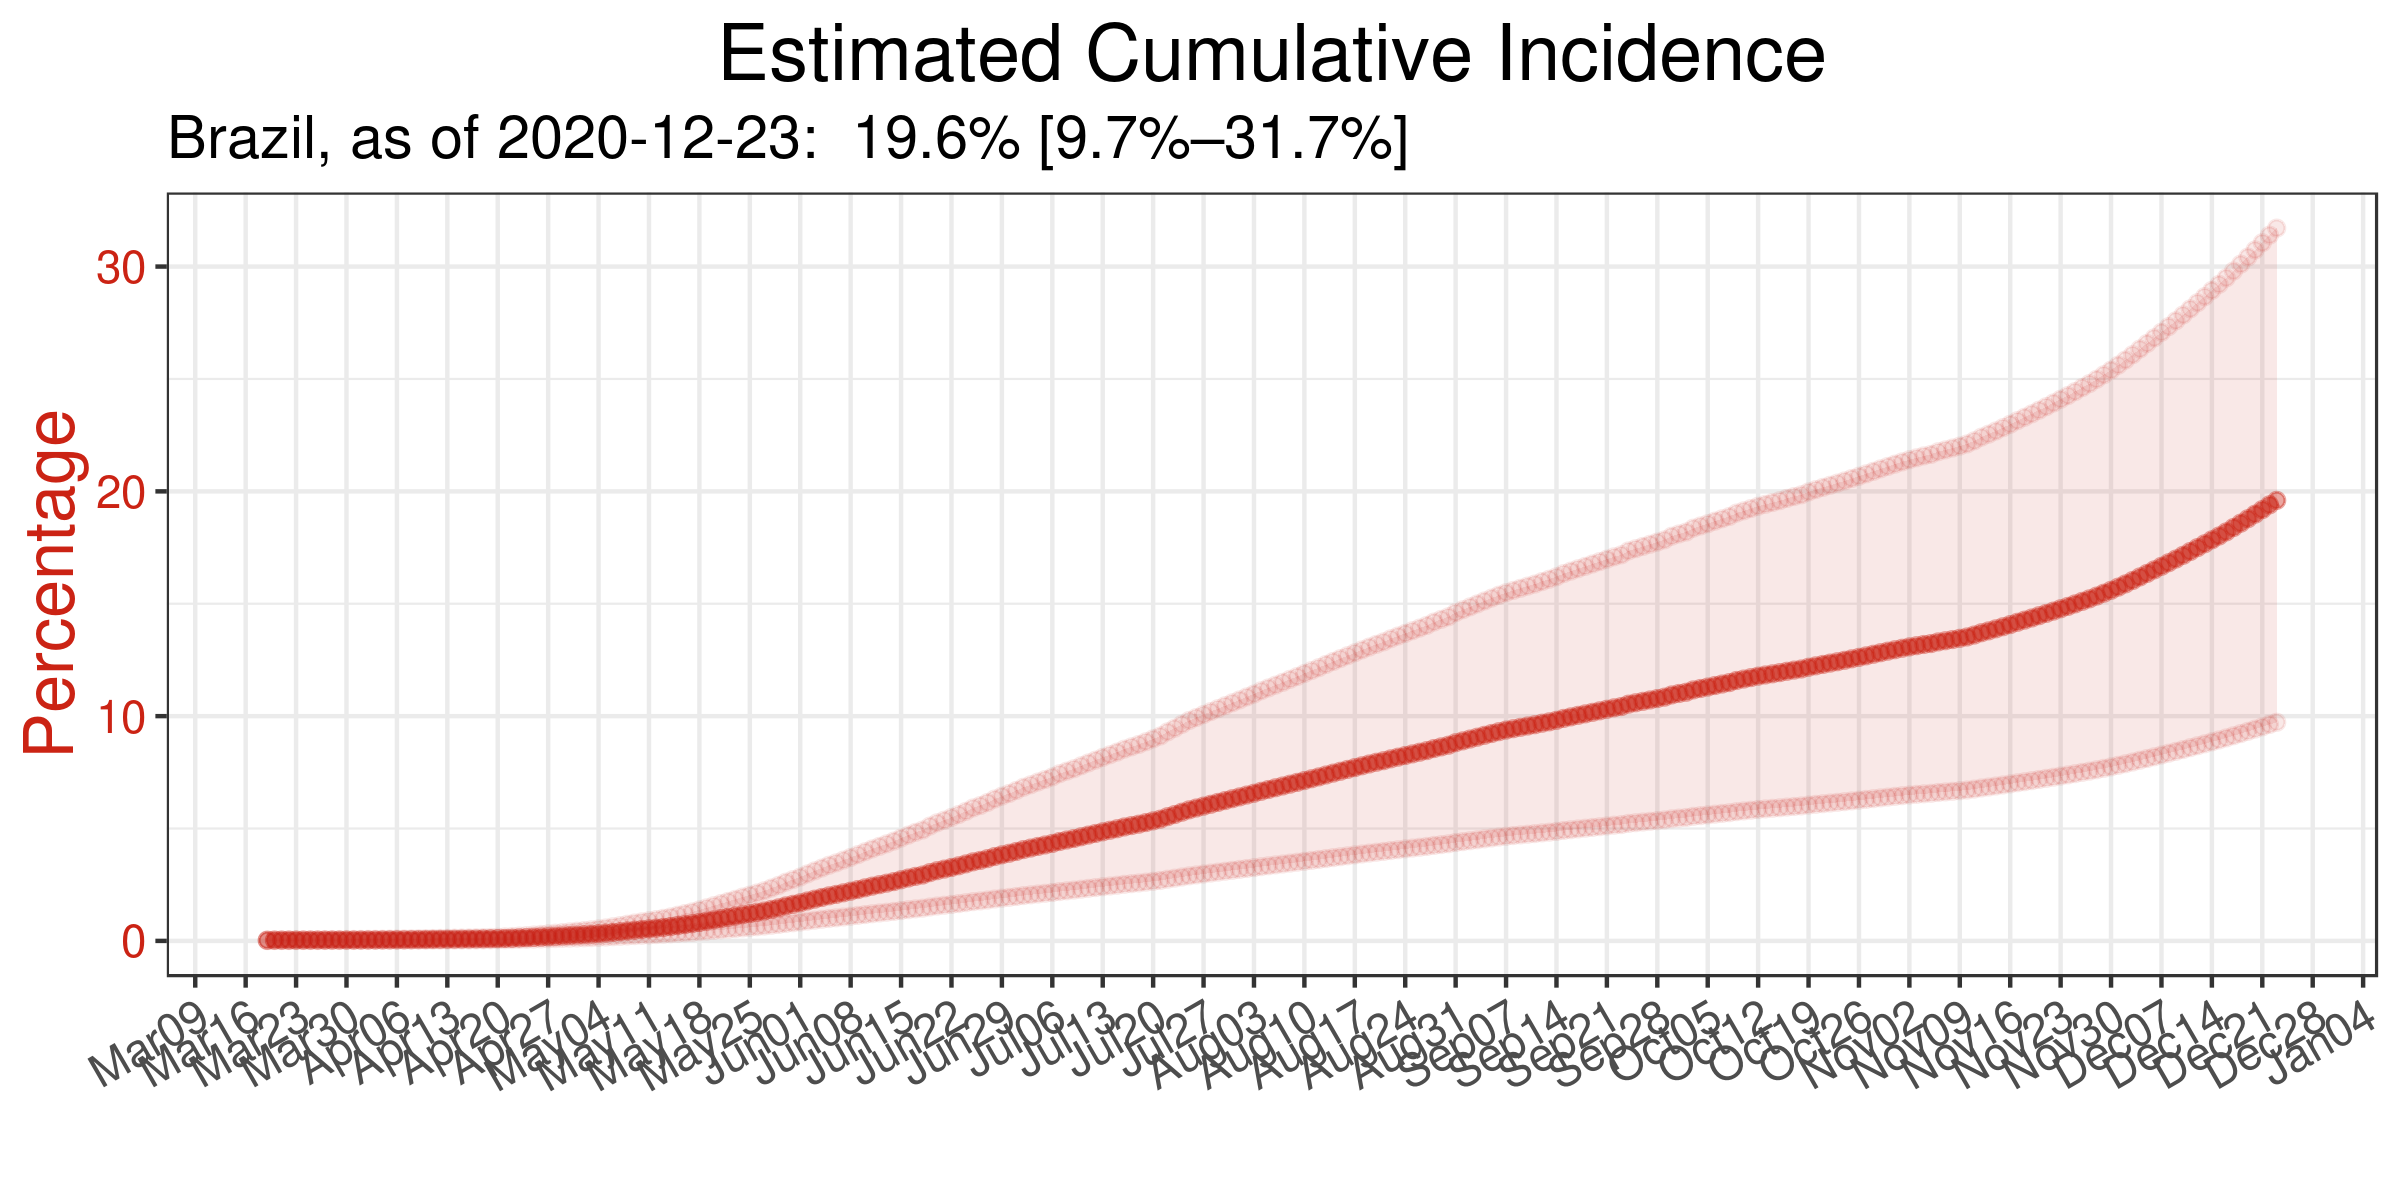 Estimated Cumulative Incidence
Brazil, as of 2020-12-23:  19.6% [9.7%–31.7%]
Percentage
30
20
10
0
Mar09 Mar16 Mar23 Mar30 Apr06 Apr13 Apr20 Apr27 May04 May11 May18 May25 Jun01 Jun08 Jun15 Jun22 Jun29 Jul06 Jul13 Jul20 Jul27 Aug03 Aug10 Aug17 Aug24 Aug31 Sep07 Sep14 Sep21 Sep28 Oct05 Oct12 Oct19 Oct26 Nov02 Nov09 Nov16 Nov23 Nov30 Dec07 Dec14 Dec21 Dec28 Jan04